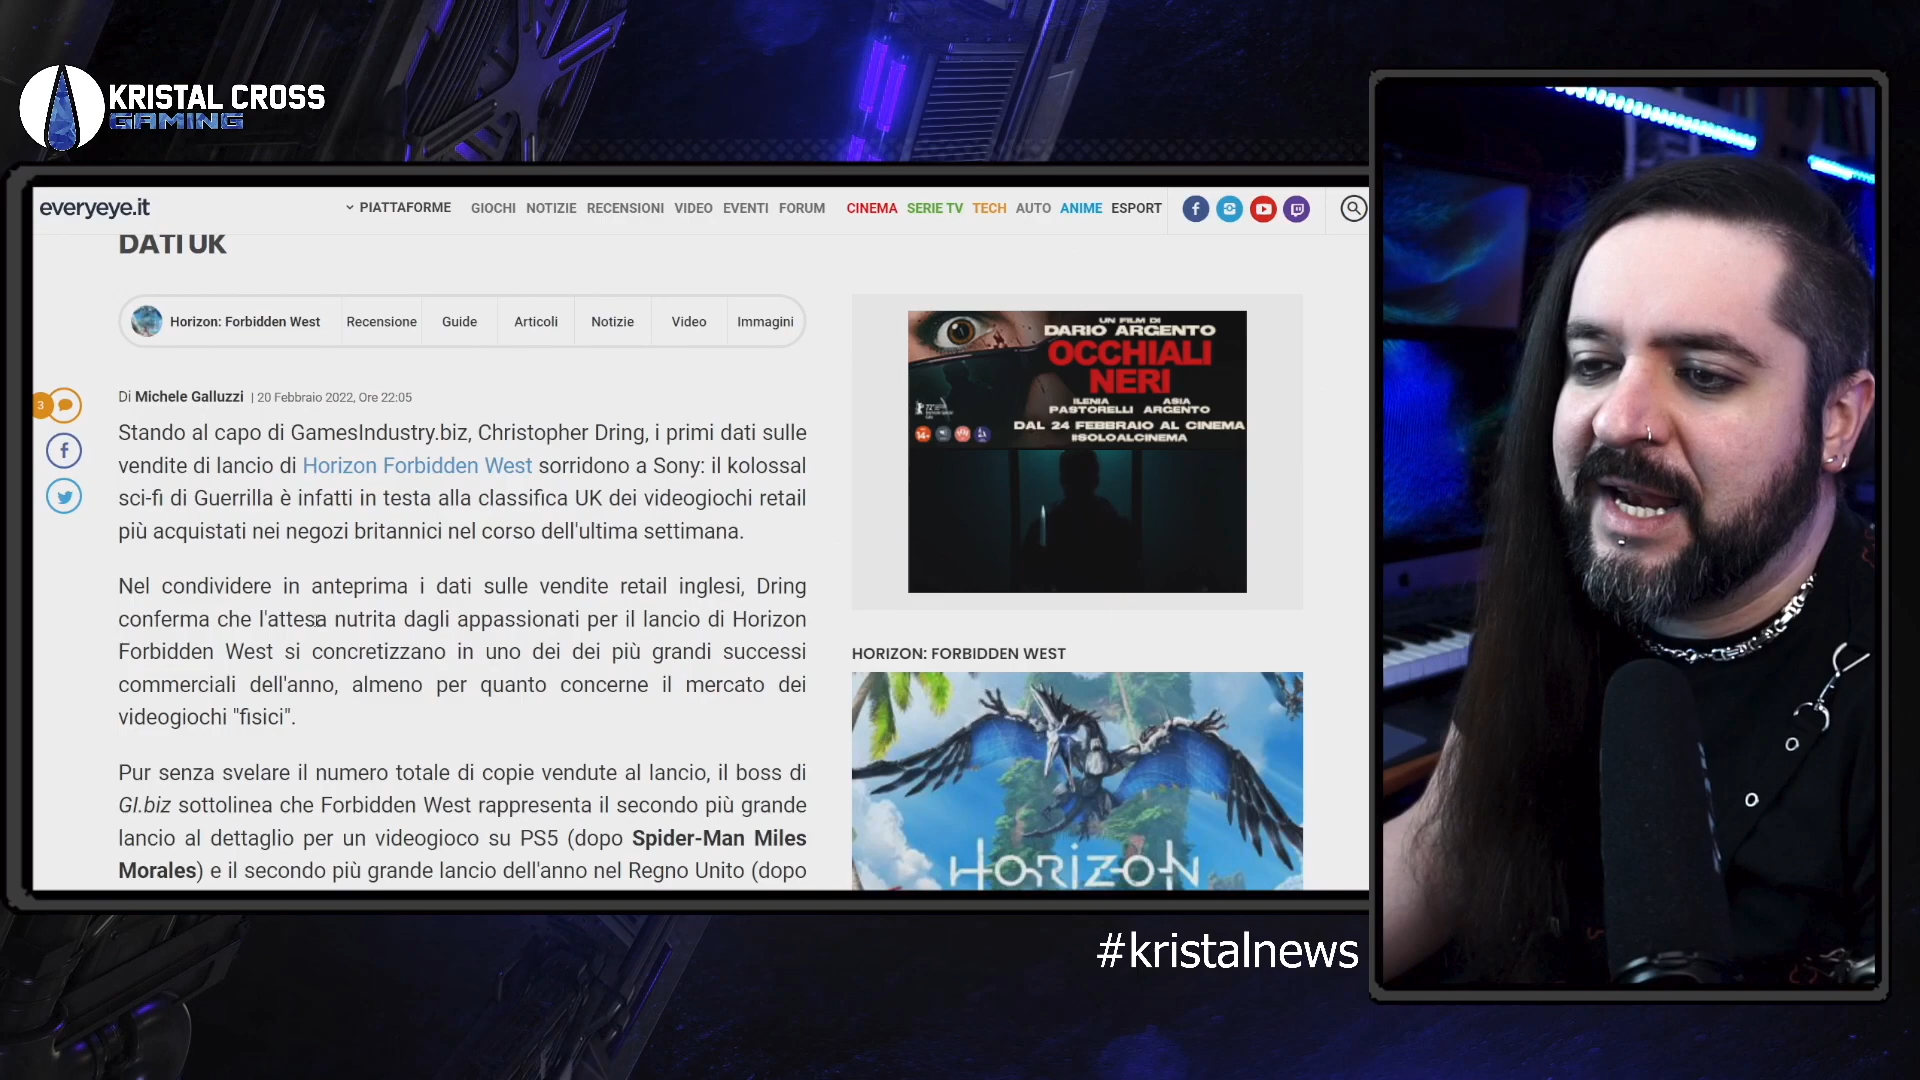 KRISTAL CROSS
GAMING
everyeye.it
PIATTAFORME GIOCHI NOTIZIE RECENSIONI VIDEO EVENTI FORUM CINEMA SERIE TV TECH AUTO ANIME ESPORT
DATI UK
Horizon: Forbidden West Recensione Guide Articoli Notizie Video Immagini
Di Michele Galluzzi | 20 Febbraio 2022, Ore 22:05
3
Stando al capo di GamesIndustry.biz, Christopher Dring, i primi dati sulle
vendite di lancio di Horizon Forbidden West sorridono a Sony: il kolossal
sci-fi di Guerrilla è infatti in testa alla classifica UK dei videogiochi retail
più acquistati nei negozi britannici nel corso dell'ultima settimana.
Nel condividere in anteprima i dati sulle vendite retail inglesi, Dring
conferma che l'attesa nutrita dagli appassionati per il lancio di Horizon
Forbidden West si concretizzano in uno dei dei più grandi successi
commerciali dell'anno, almeno per quanto concerne il mercato dei
videogiochi "fisici".
Pur senza svelare il numero totale di copie vendute al lancio, il boss di
GI.biz sottolinea che Forbidden West rappresenta il secondo più grande
lancio al dettaglio per un videogioco su PS5 (dopo Spider-Man Miles
Morales) e il secondo più grande lancio dell'anno nel Regno Unito (dopo
UN FILM DI
DARIO ARGENTO
OCCHIALI
NERI
ILENIA ASIA
PASTORELLI ARGENTO
DAL 24 FEBBRAIO AL CINEMA
#SOLOALCINEMA
14+
HORIZON: FORBIDDEN WEST
HORIZON
#kristalnews